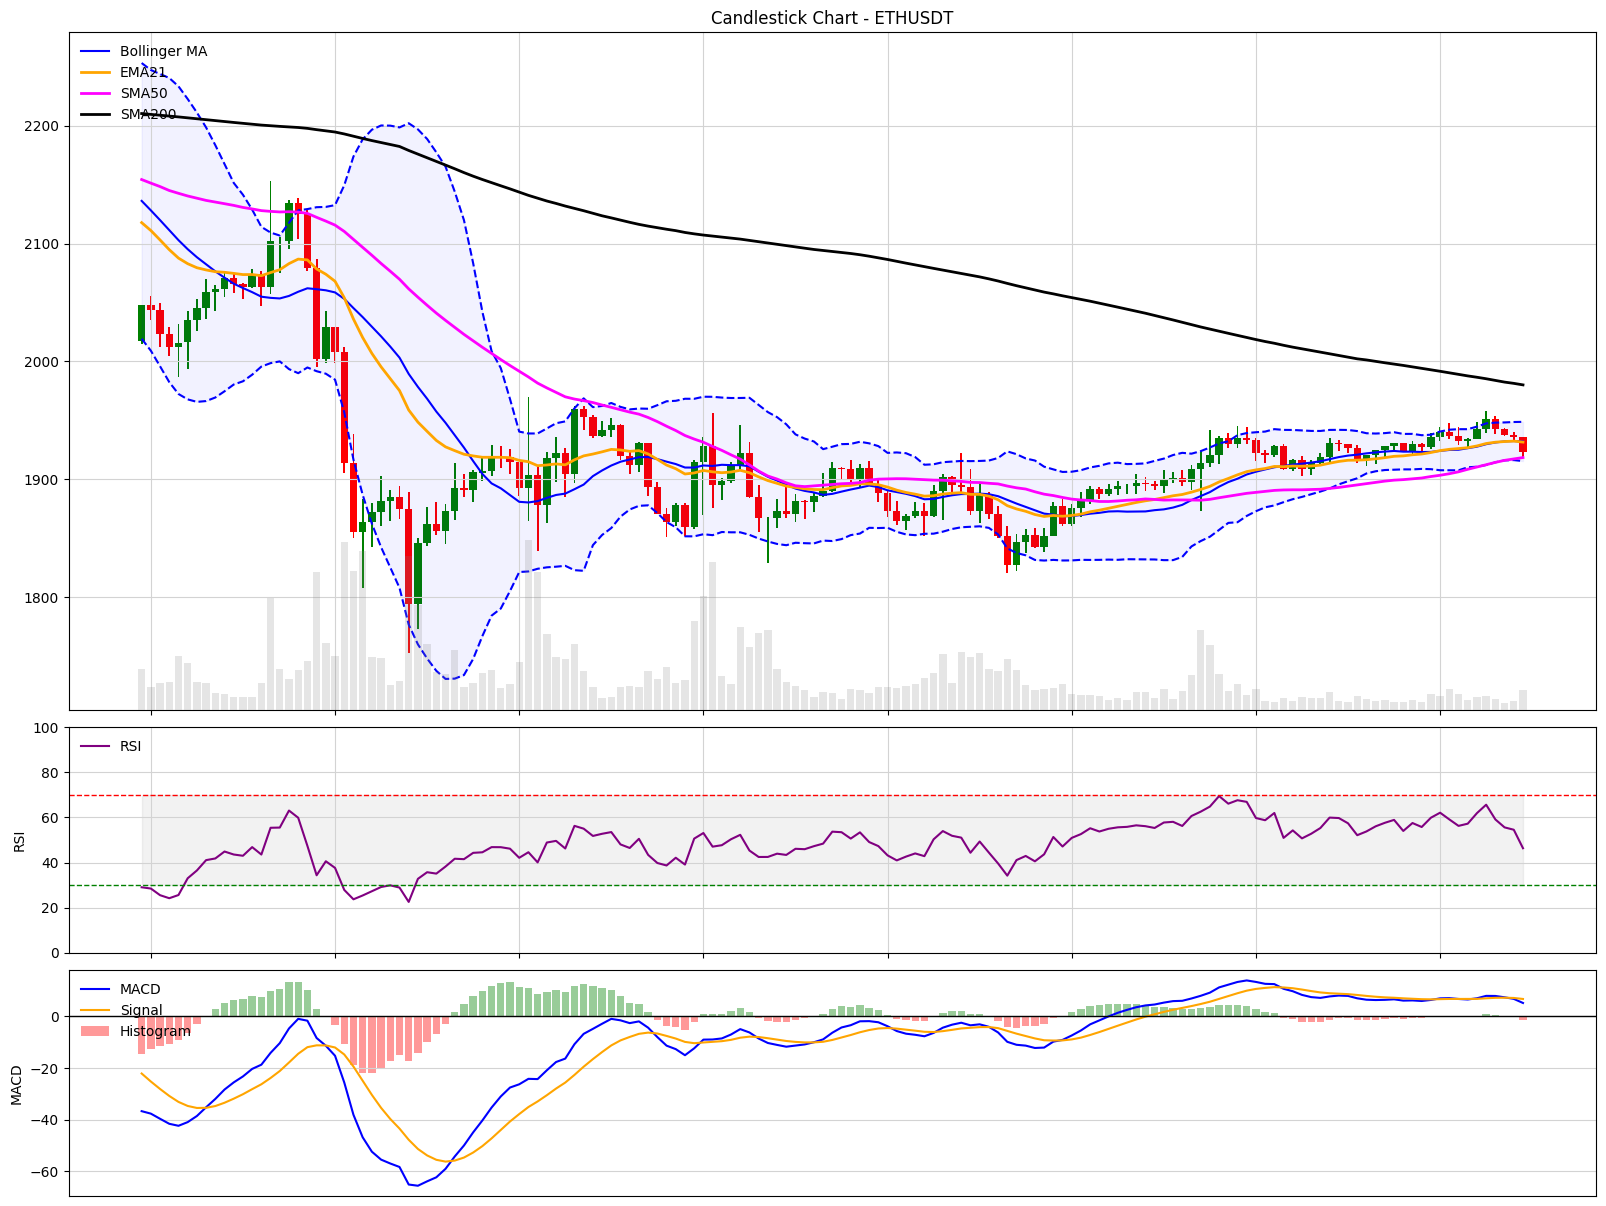 Candlestick Chart - ETHUSDT
Bollinger MA
EMA21
SMA50
SMA200
2200
2100
2000
1900
1800
RSI
100
80
60
40
20
0
RSI
MACD
Signal
Histogram
0
−20
−40
−60
MACD